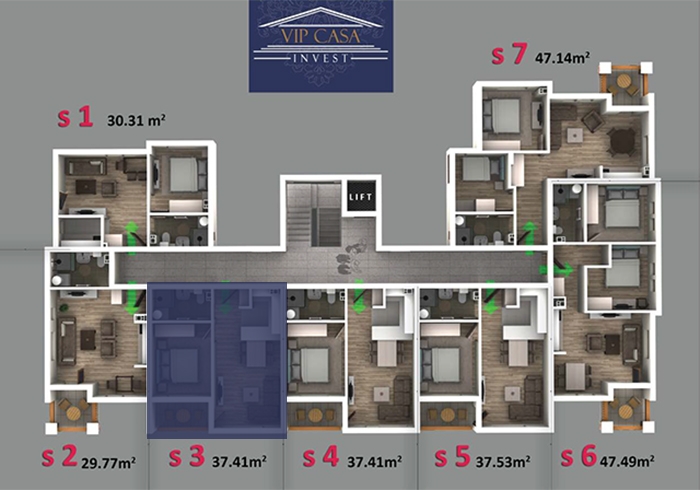 VIP CASA
INVEST
s 7 47.14m²
s 1 30.31 m²
LIFT
s 2 29.77m²
s 3 37.41m²
s 4 37.41m²
s 5 37.53m²
s 6 47.49m²